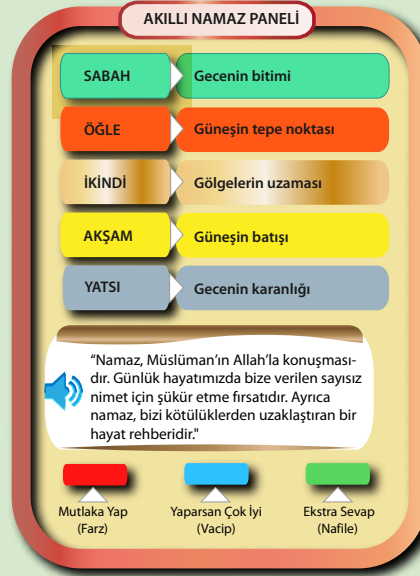 AKILLI NAMAZ PANELİ
SABAH Gecenin bitimi
ÖĞLE Güneşin tepe noktası
İKİNDİ Gölgelerin uzaması
AKŞAM Güneşin batışı
YATSI Gecenin karanlığı
“Namaz, Müslüman’ın Allah’la konuşması-
dır. Günlük hayatımızda bize verilen sayısız
nimet için şükür etme fırsatıdır. Ayrıca
namaz, bizi kötülüklerden uzaklaştıran bir
hayat rehberidir."
Mutlaka Yap Yaparsan Çok İyi Ekstra Sevap
(Farz) (Vacip) (Nafile)